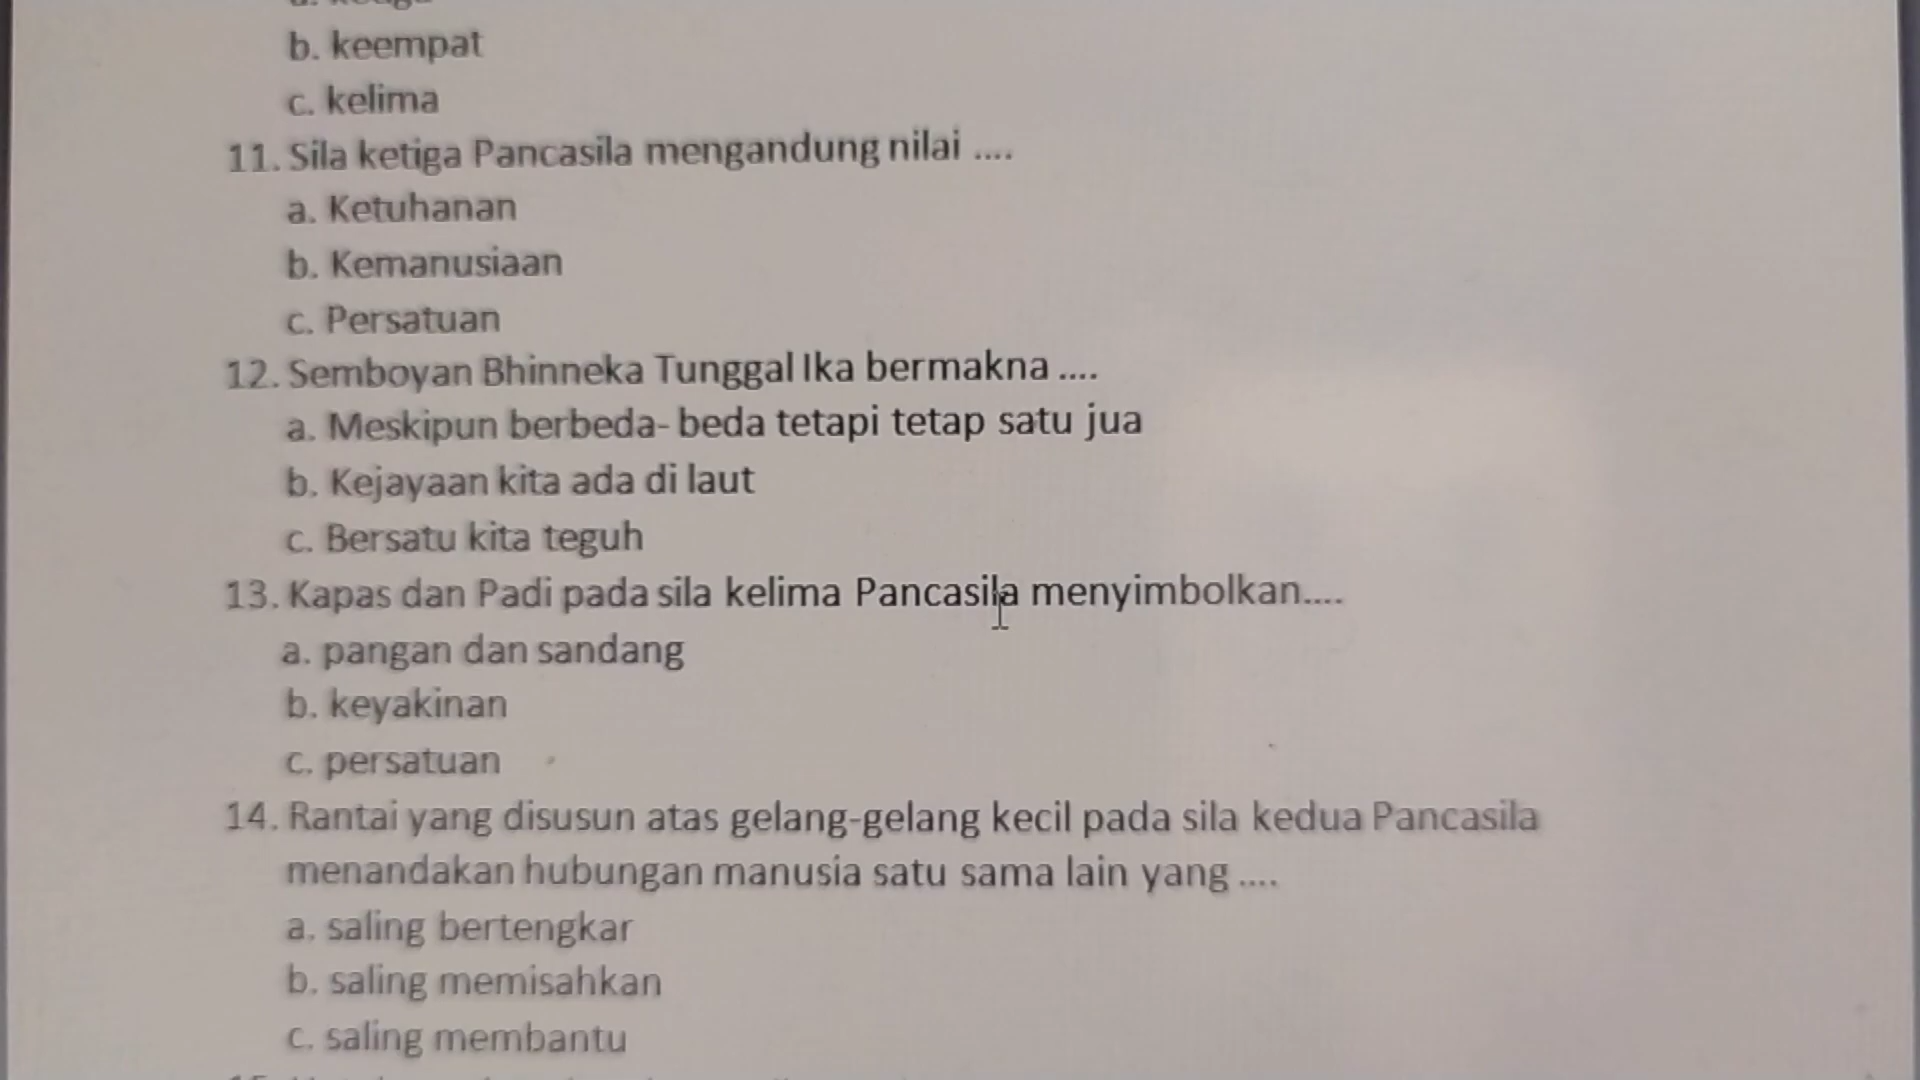 b. keempat
c. kelima
11. Sila ketiga Pancasila mengandung nilai ....
a. Ketuhanan
b. Kemanusiaan
c. Persatuan
12. Semboyan Bhinneka Tunggal Ika bermakna ....
a. Meskipun berbeda- beda tetapi tetap satu jua
b. Kejayaan kita ada di laut
c. Bersatu kita teguh
13. Kapas dan Padi pada sila kelima Pancasila menyimbolkan....
a. pangan dan sandang
b. keyakinan
c. persatuan
14. Rantai yang disusun atas gelang-gelang kecil pada sila kedua Pancasila
menandakan hubungan manusia satu sama lain yang ....
a. saling bertengkar
b. saling memisahkan
c. saling membantu